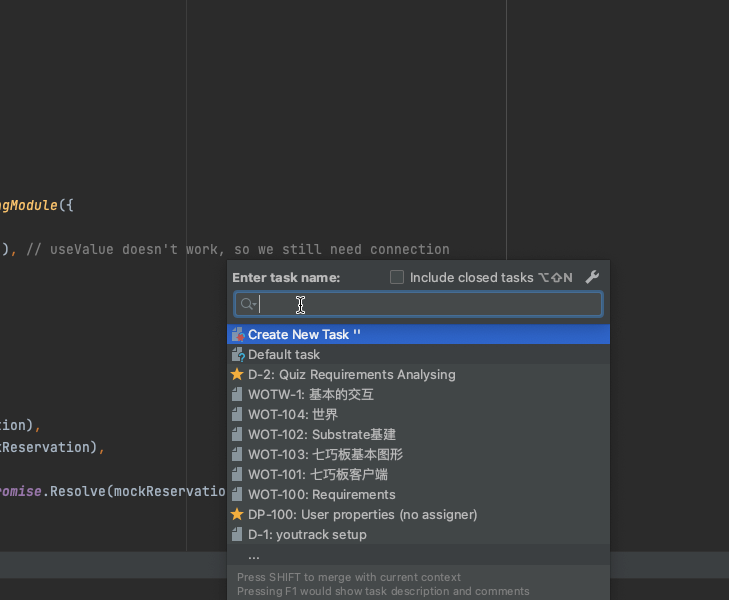 gModule({
), // useValue doesn't work, so we still need connection
Enter task name:
Include closed tasks ⌥⇧N
Create New Task ''
Default task
D-2: Quiz Requirements Analysing
WOTW-1: 基本的交互
WOT-104: 世界
tion),
WOT-102: Substrate基建
kReservation),
WOT-103: 七巧板基本图形
WOT-101: 七巧板客户端
omise.Resolve(mockReservatio
WOT-100: Requirements
DP-100: User properties (no assigner)
D-1: youtrack setup
...
Press SHIFT to merge with current context
Pressing F1 would show task description and comments